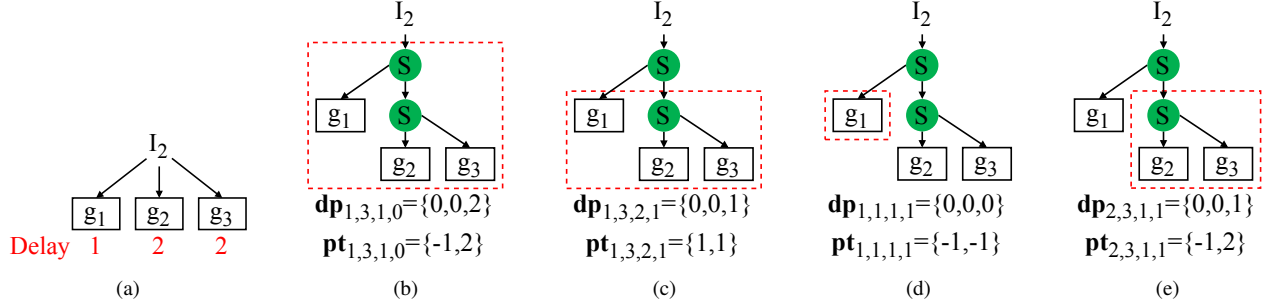 I2
g1 g2 g3
Delay 1 2 2
(a)
I2
S
g1 S
g2 g3
dp1,3,1,0={0,0,2}
pt1,3,1,0={-1,2}
(b)
I2
S
g1 S
g2 g3
dp1,3,2,1={0,0,1}
pt1,3,2,1={1,1}
(c)
I2
S
g1 S
g2 g3
dp1,1,1,1={0,0,0}
pt1,1,1,1={-1,-1}
(d)
I2
S
g1 S
g2 g3
dp2,3,1,1={0,0,1}
pt2,3,1,1={-1,2}
(e)